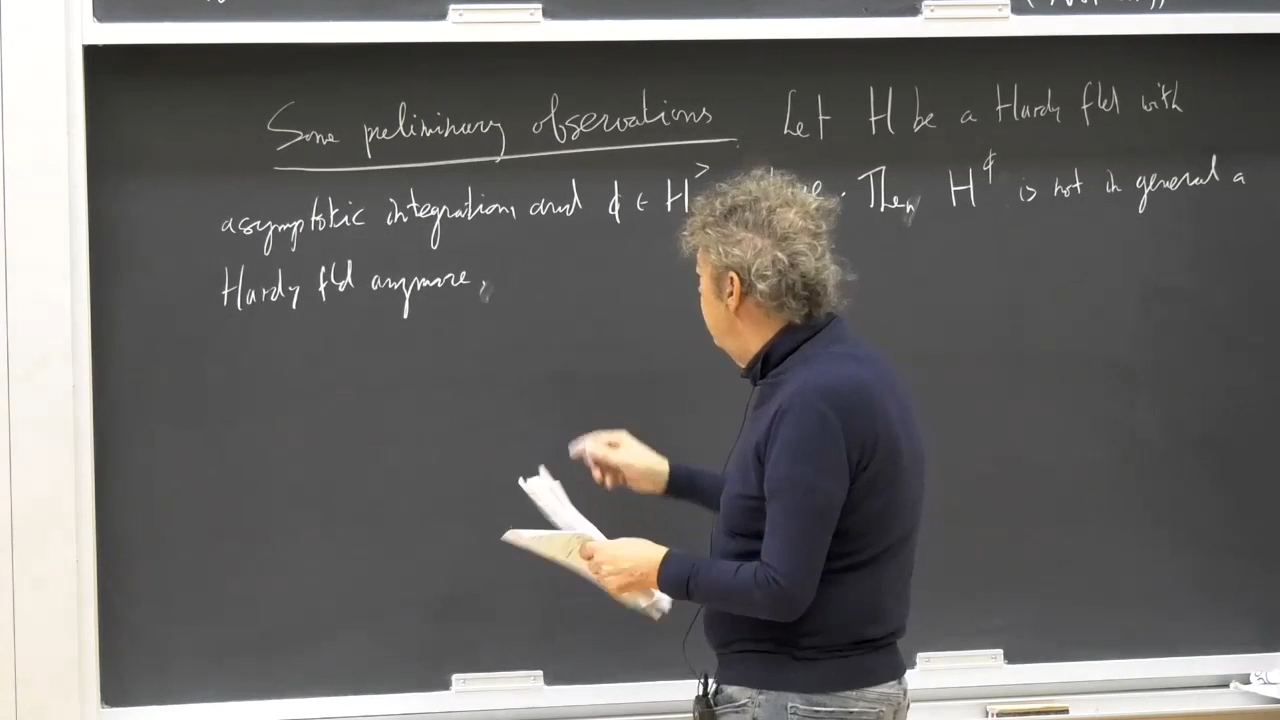 Some preliminary observations Let H be a Hardy fld with
asymptotic integration, and ϕ ∈ H^> . Then H^ϕ is not in general a
Hardy fld anymore,